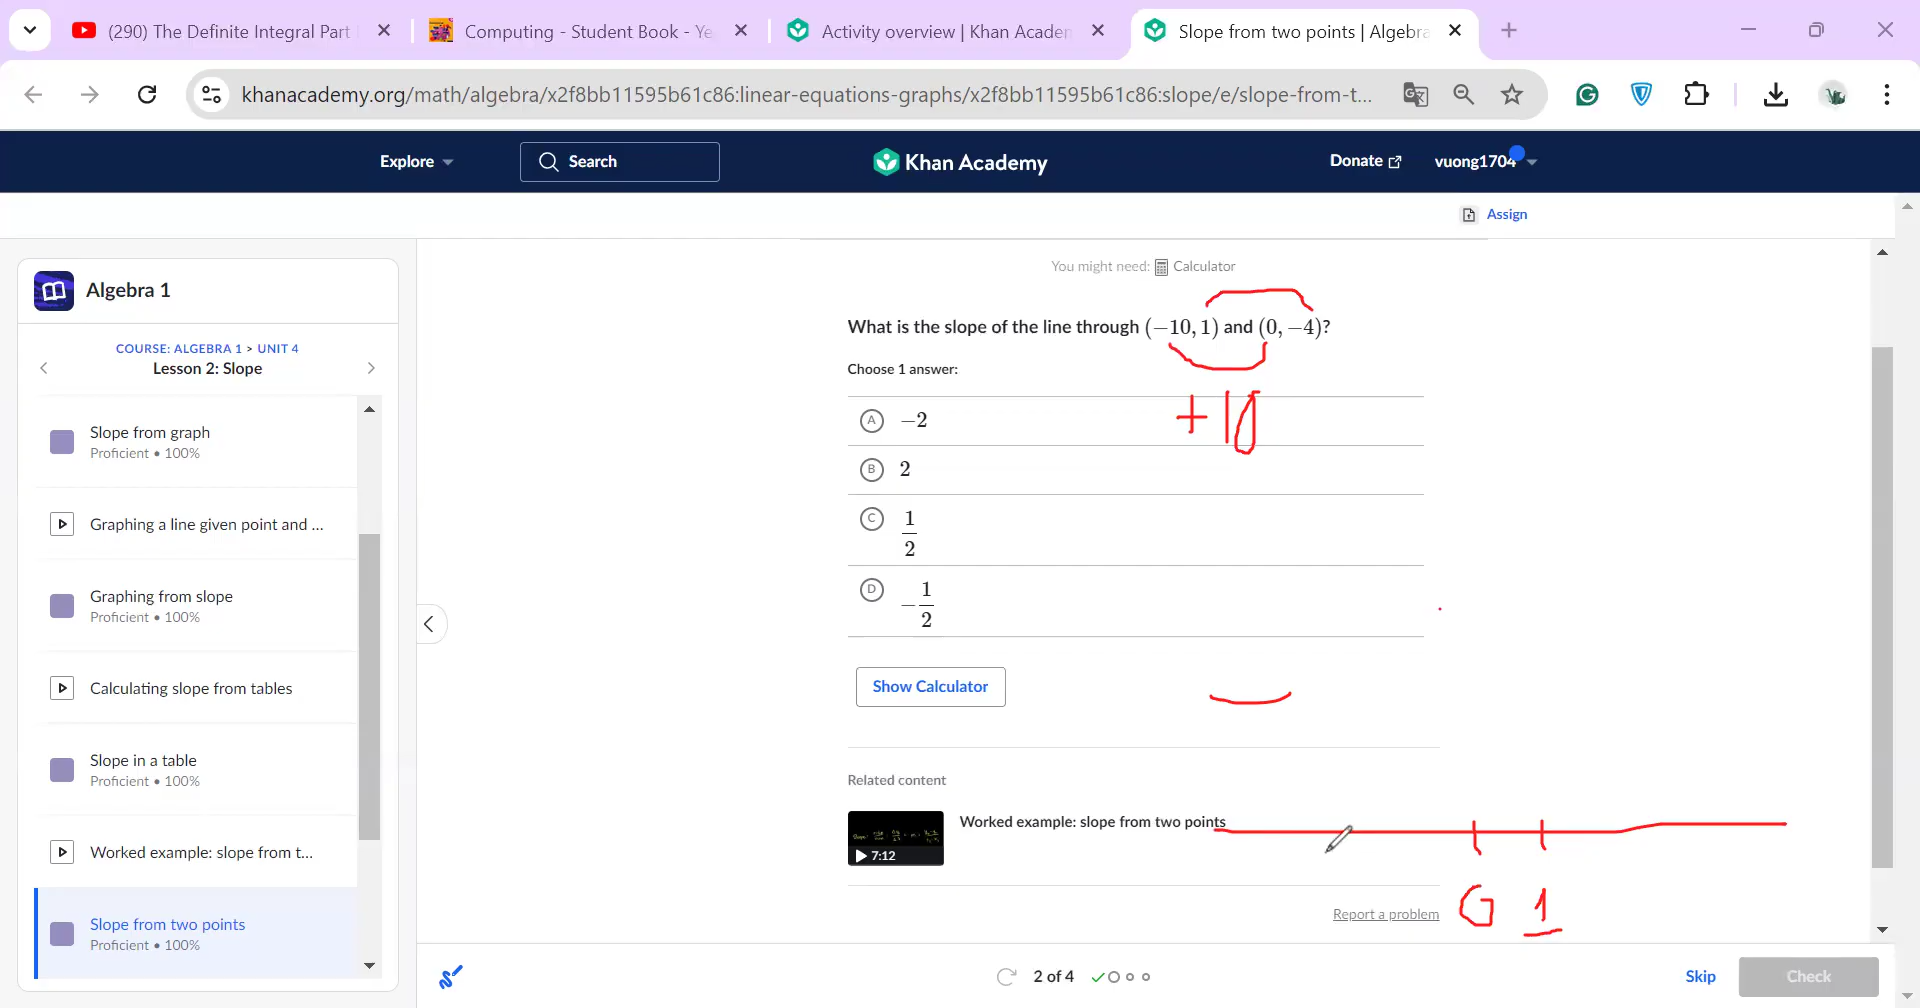 (290) The Definite Integral Part
Computing - Student Book - Ye
Activity overview | Khan Academ
Slope from two points | Algebra
khanacademy.org/math/algebra/x2f8bb11595b61c86:linear-equations-graphs/x2f8bb11595b61c86:slope/e/slope-from-t...
Explore
Search
Khan Academy
Donate
vuong1704
Assign
Algebra 1
COURSE: ALGEBRA 1 > UNIT 4
Lesson 2: Slope
Slope from graph
Proficient • 100%
Graphing a line given point and ...
Graphing from slope
Proficient • 100%
Calculating slope from tables
Slope in a table
Proficient • 100%
Worked example: slope from t...
Slope from two points
Proficient • 100%
You might need: Calculator
What is the slope of the line through (−10, 1) and (0, −4)?
Choose 1 answer:
+ 10
A −2
B 2
C 1/2
D −1/2
Show Calculator
Related content
7:12
Worked example: slope from two points
Report a problem
1
2 of 4
Skip
Check